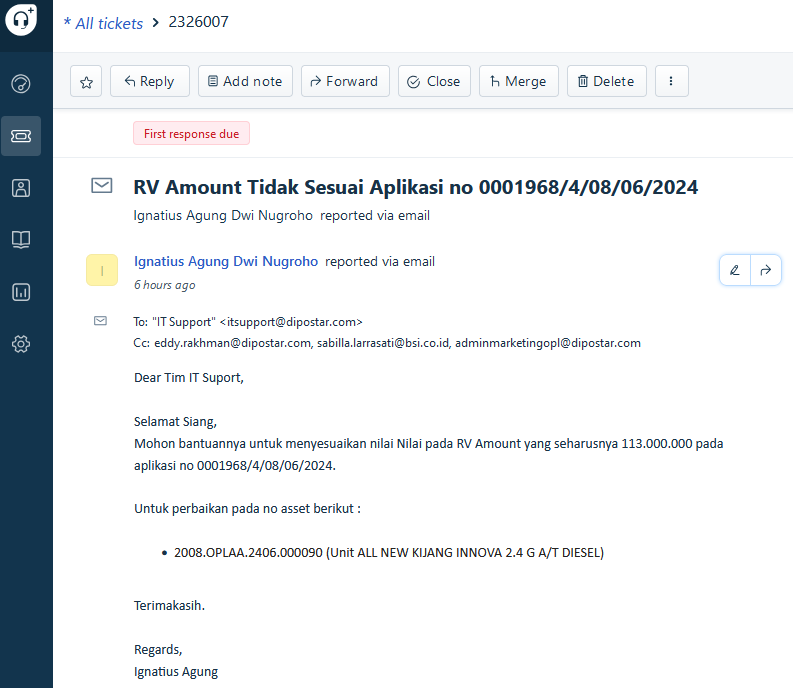 * All tickets > 2326007
Reply Add note Forward Close Merge Delete
First response due
RV Amount Tidak Sesuai Aplikasi no 0001968/4/08/06/2024
Ignatius Agung Dwi Nugroho reported via email
I
Ignatius Agung Dwi Nugroho reported via email
6 hours ago
To: "IT Support" <itsupport@dipostar.com>
Cc: eddy.rakhman@dipostar.com, sabilla.larrasati@bsi.co.id, adminmarketingopl@dipostar.com
Dear Tim IT Suport,
Selamat Siang,
Mohon bantuannya untuk menyesuaikan nilai Nilai pada RV Amount yang seharusnya 113.000.000 pada
aplikasi no 0001968/4/08/06/2024.
Untuk perbaikan pada no asset berikut :
• 2008.OPLAA.2406.000090 (Unit ALL NEW KIJANG INNOVA 2.4 G A/T DIESEL)
Terimakasih.
Regards,
Ignatius Agung